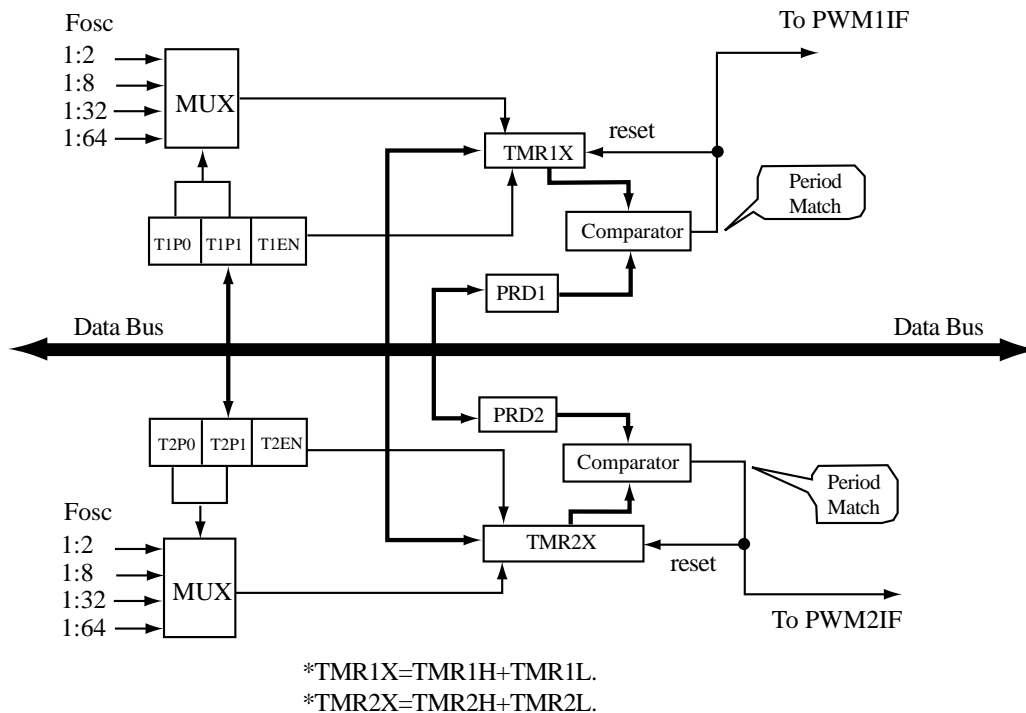 Fosc
To PWM1IF
1:2
1:8
1:32
1:64
MUX
reset
TMR1X
Period
Match
T1P0 T1P1 T1EN
Comparator
PRD1
Data Bus
Data Bus
PRD2
T2P0 T2P1 T2EN
Comparator
Period
Match
Fosc
1:2
1:8
1:32
1:64
MUX
TMR2X
reset
To PWM2IF
*TMR1X=TMR1H+TMR1L.
*TMR2X=TMR2H+TMR2L.